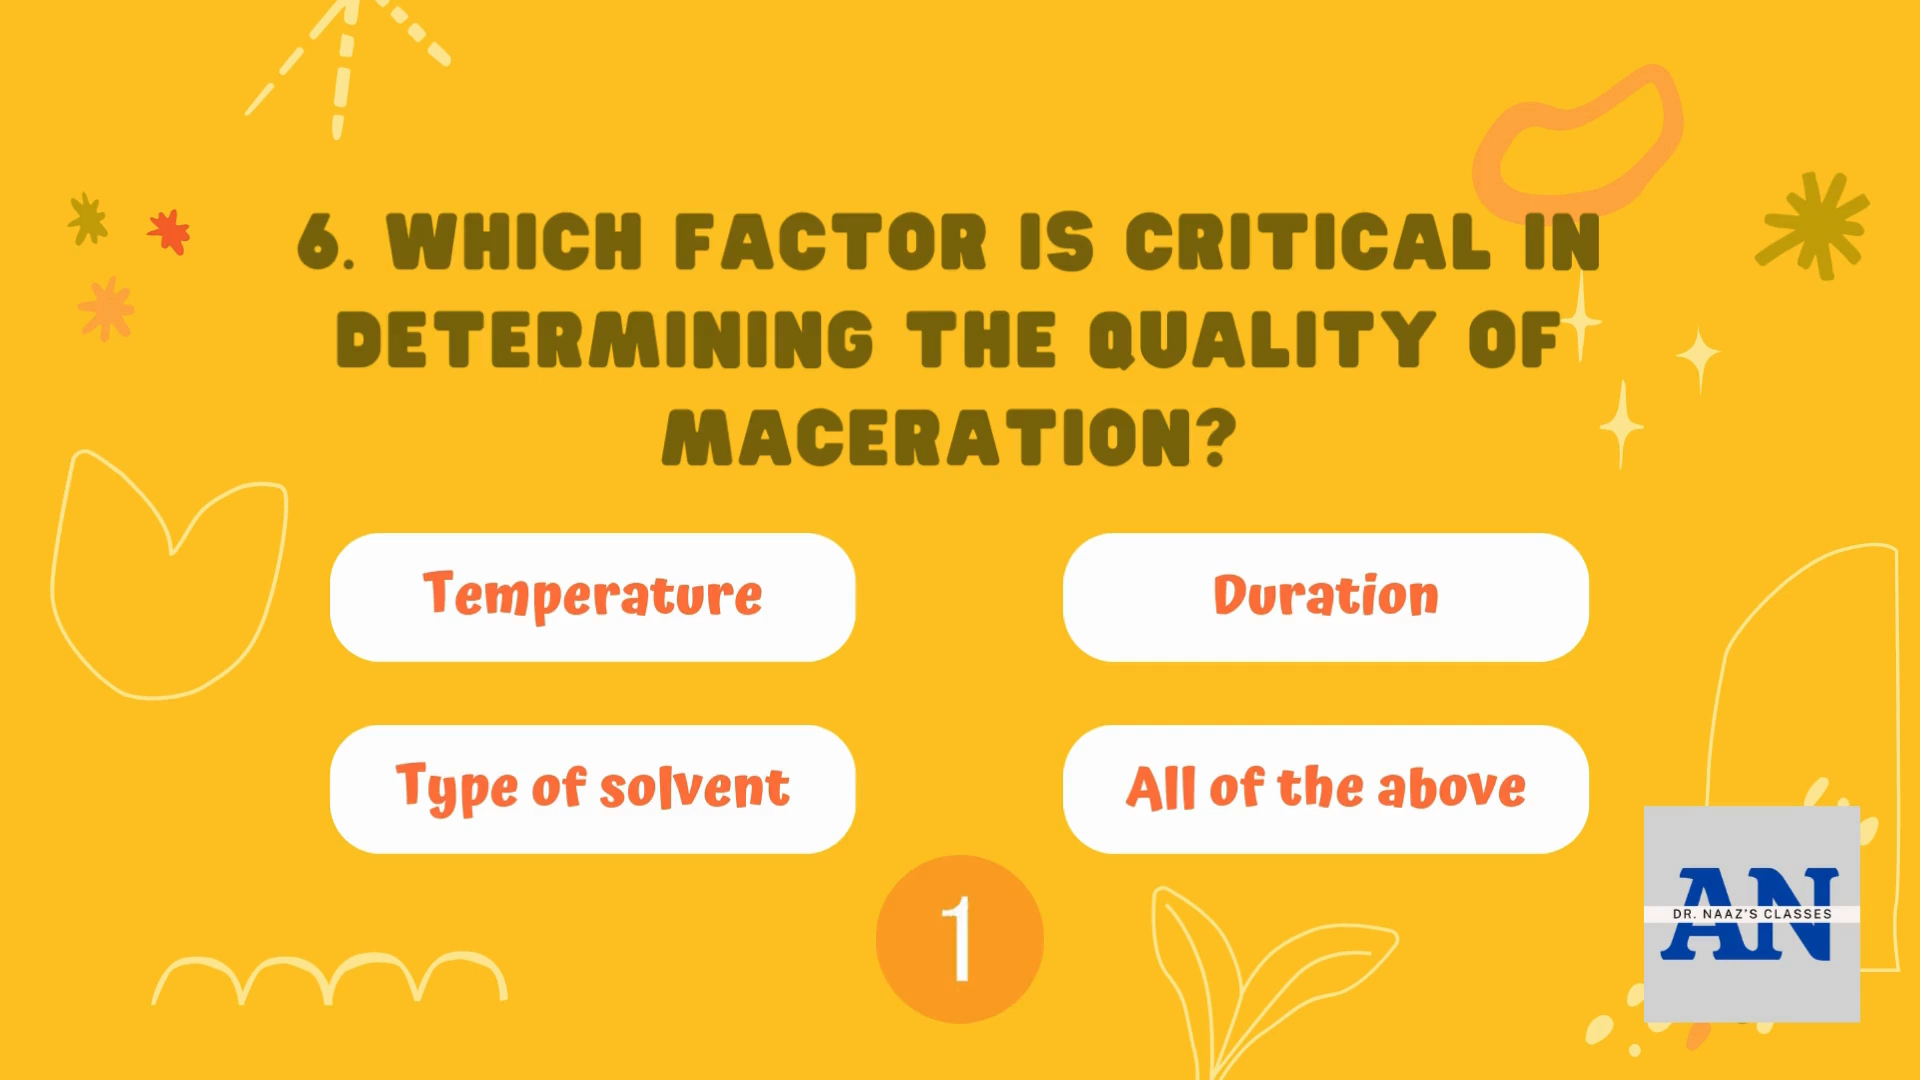 6. WHICH FACTOR IS CRITICAL IN
DETERMINING THE QUALITY OF
MACERATION?
Temperature
Duration
Type of solvent
All of the above
1
AN
DR. NAAZ'S CLASSES